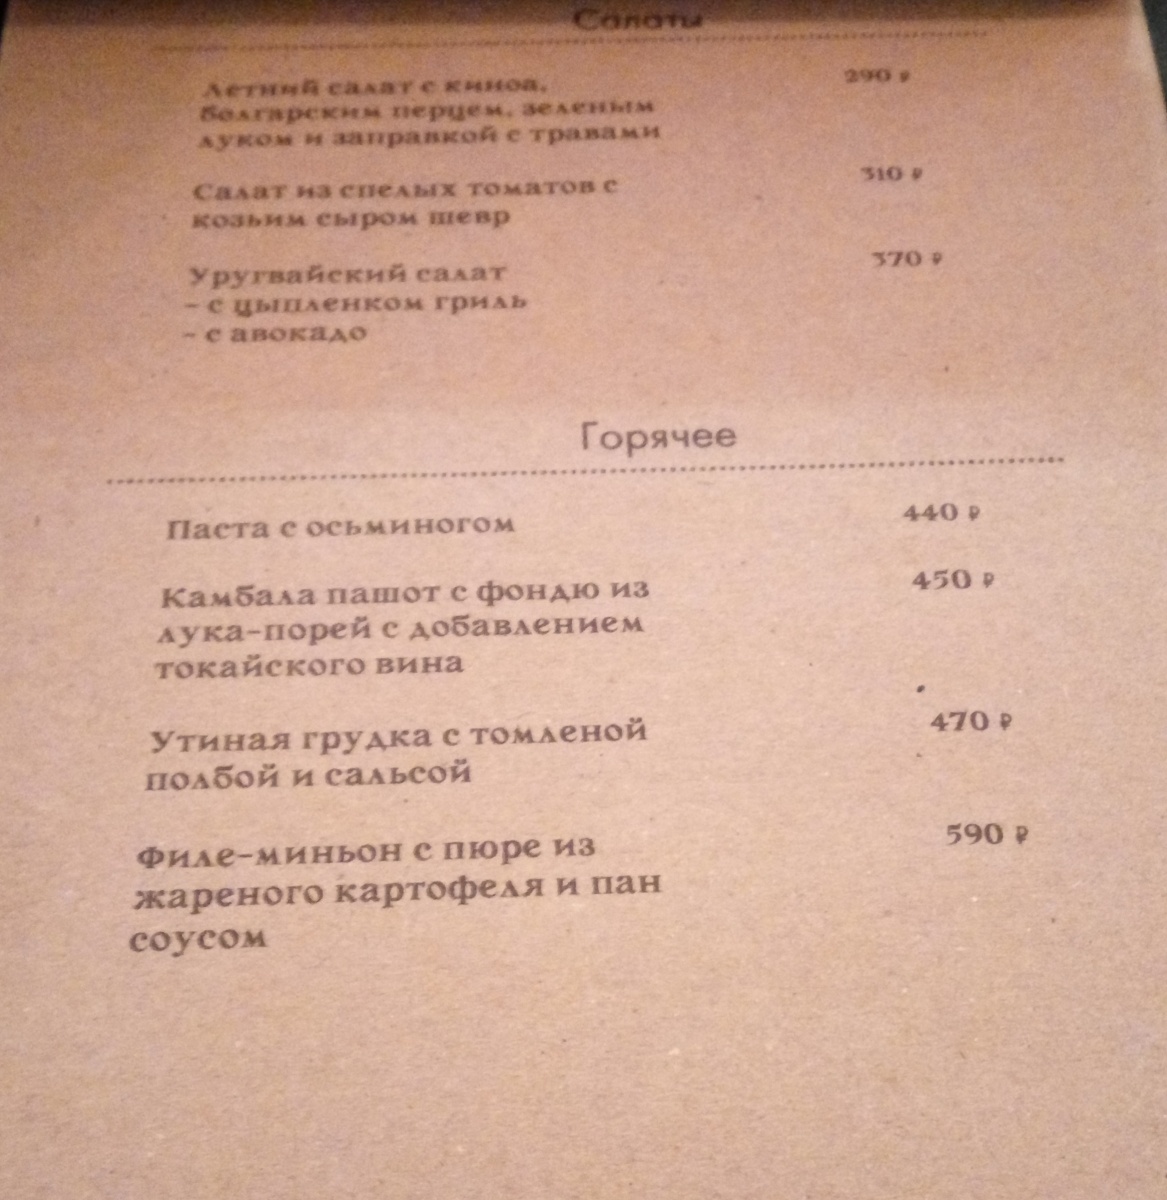 Салаты
Летний салат с киноа, 290 ₽
болгарским перцем, зеленым
луком и заправкой с травами
Салат из спелых томатов с 310 ₽
козьим сыром шевр
Уругвайский салат 370 ₽
- с цыпленком гриль
- с авокадо
Горячее
Паста с осьминогом 440 ₽
Камбала пашот с фондю из 450 ₽
лука-порей с добавлением
токайского вина
Утиная грудка с томленой 470 ₽
полбой и сальсой
Филе-миньон с пюре из 590 ₽
жареного картофеля и пан
соусом